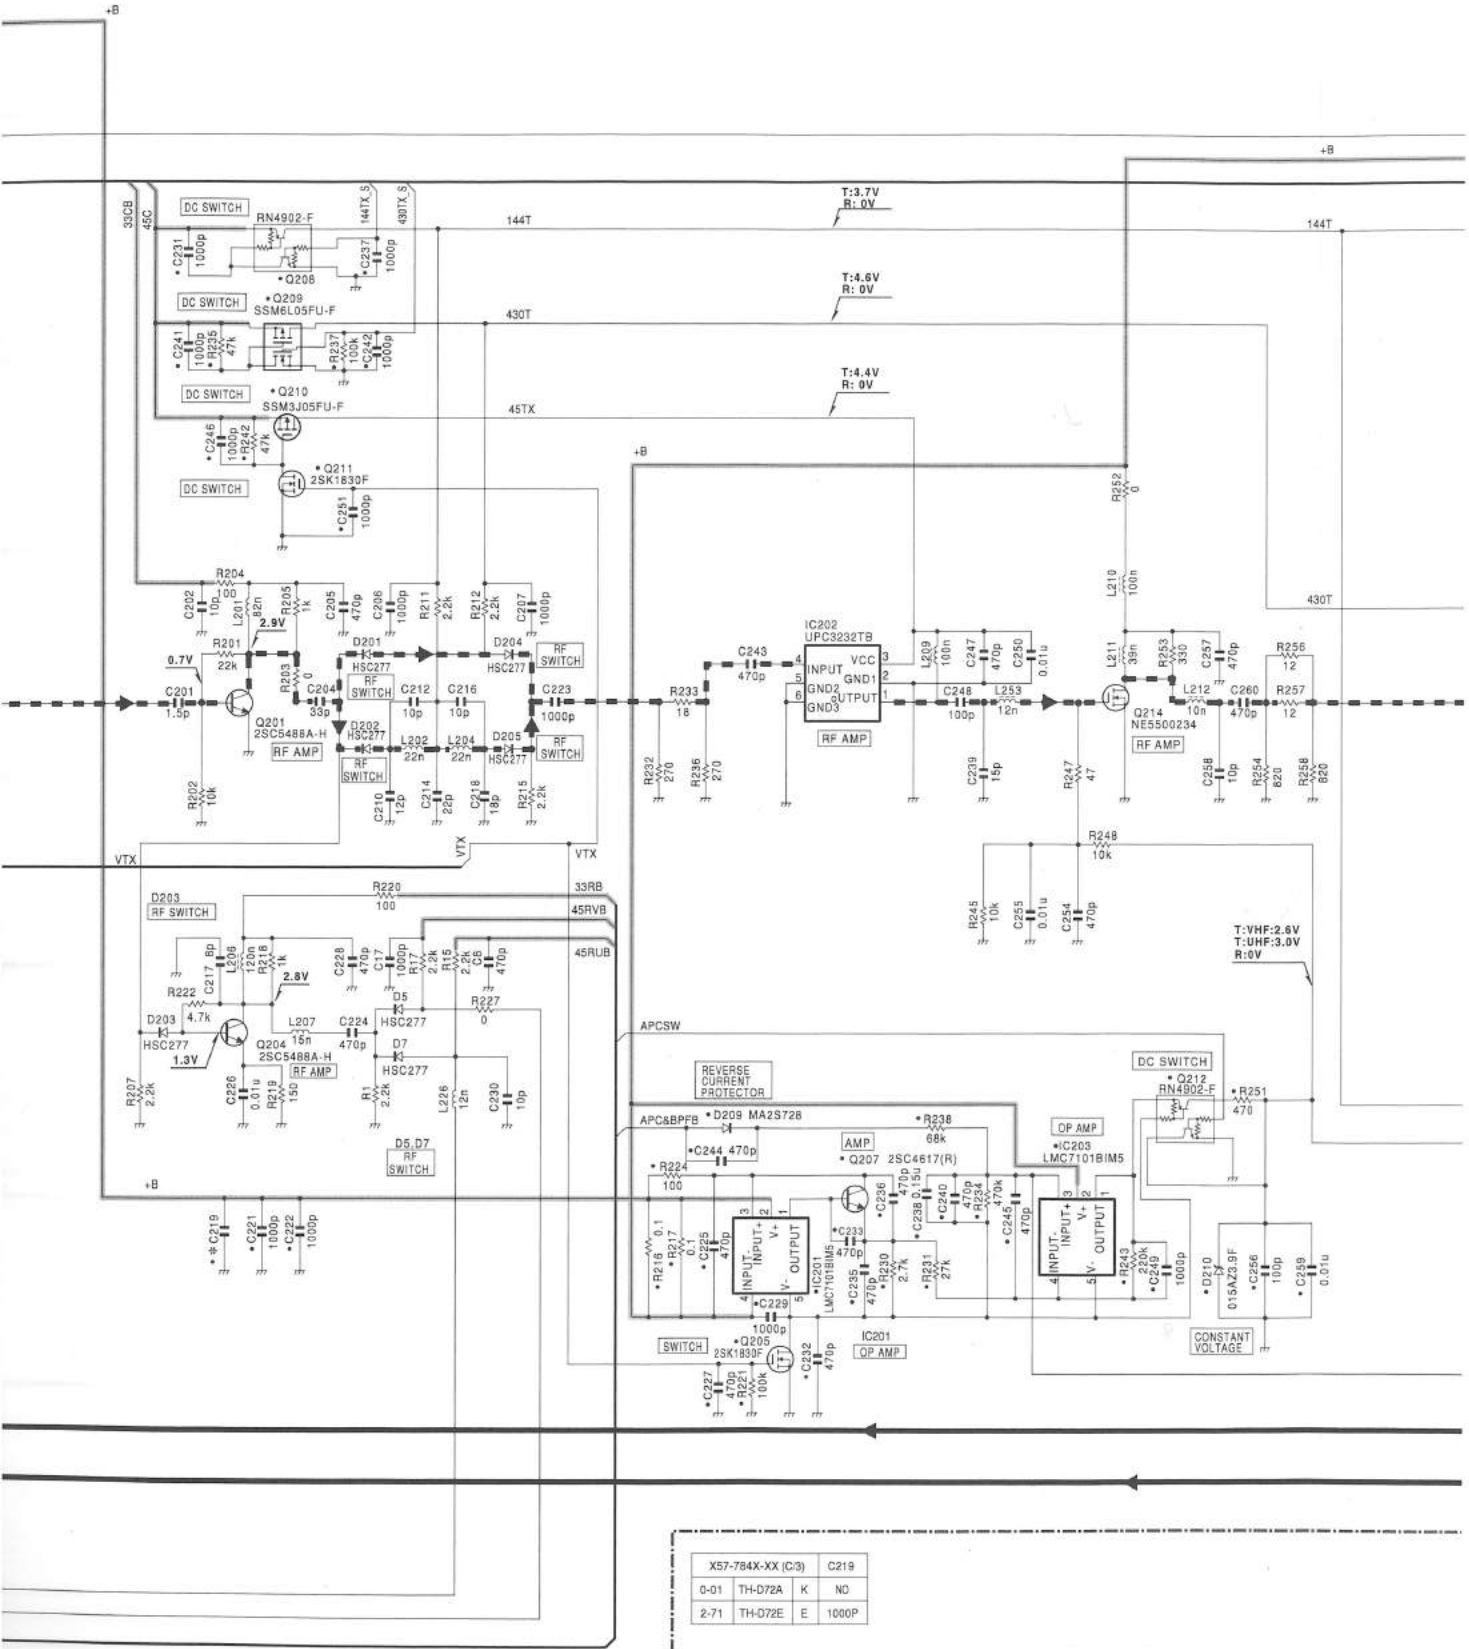 +B
+B
33CB
45C
DC SWITCH
RN4902-F
144TX_S
430TX_S
144T
T:3.7V
R: 0V
144T
*C231
1000p
*Q208
*C237
1000p
DC SWITCH
*Q209
SSM6L05FU-F
430T
T:4.6V
R: 0V
*C241
1000p
*R235
47k
*R237
100k
*C242
1000p
DC SWITCH
*Q210
SSM3J05FU-F
45TX
T:4.4V
R: 0V
*C246
1000p
*R242
47k
DC SWITCH
*Q211
2SK1830F
*C251
1000p
+B
R252
0
R204
100
C202
10p
L201
82n
R205
1k
C205
470p
C206
1000p
R211
2.2k
R212
2.2k
C207
1000p
L210
100n
430T
2.9V
R201
22k
0.7V
R203
0
D201
HSC277
D204
HSC277
RF
SWITCH
RF
SWITCH
C201
1.5p
C204
33p
Q201
2SC5488A-H
RF AMP
C212
10p
C216
10p
C223
1000p
D202
HSC277
RF
SWITCH
L202
22n
L204
22n
D205
HSC277
RF
SWITCH
R202
10k
C210
12p
C214
22p
C218
18p
R215
2.2k
R233
18
R232
270
R236
270
C243
470p
IC202
UPC3232TB
4
INPUT
5
GND2
6
GND3
VCC
3
GND1
2
OUTPUT
1
RF AMP
L209
100n
C247
470p
C250
0.01u
C248
100p
L253
12n
C239
15p
R247
47
L211
39n
R253
330
C257
470p
Q214
NE5500234
RF AMP
L212
10n
C260
470p
R256
12
R257
12
C258
10p
R254
820
R258
820
VTX
VTX
VTX
R248
10k
R245
10k
C255
0.01u
C254
470p
T:VHF:2.6V
T:UHF:3.0V
R:0V
D203
RF SWITCH
R220
100
33RB
45RVB
45RUB
C217
8p
L206
120n
R218
1k
2.8V
C228
470p
C17
1000p
R17
2.2k
R15
2.2k
C8
470p
R222
4.7k
D203
HSC277
1.3V
Q204
2SC5488A-H
RF AMP
L207
15n
C224
470p
D5
HSC277
D7
HSC277
R227
0
R207
2.2k
C226
0.01u
R219
150
R1
2.2k
L226
12n
C230
10p
D5,D7
RF
SWITCH
APCSW
REVERSE
CURRENT
PROTECTOR
APC&BPFB
*D209 MA2S728
*C244 470p
*R224
100
AMP
*Q207 2SC4617(R)
*R238
68k
OP AMP
*IC203
LMC7101BIM5
DC SWITCH
*Q212
RN4902-F
*R251
470
+B
**C219
*C221
1000p
*C222
1000p
*R216
0.1
*R217
0.1
*C225
470p
3
2
1
INPUT-
INPUT+
V+
OUTPUT
V-
4
5
*IC201
LMC7101BIM5
*C233
470p
*C235
470p
*C236
470p
*R230
2.7k
*R231
27k
*C238
0.15u
*C240
470p
*R234
470k
*C245
470p
3
2
1
INPUT-
INPUT+
V+
OUTPUT
V-
4
5
*R243
220k
*C249
1000p
*D210
015AZ3.9F
*C256
100p
*C259
0.01u
CONSTANT
VOLTAGE
*C229
1000p
SWITCH
*Q205
2SK1830F
*C227
470p
*R221
100k
*C232
470p
IC201
OP AMP
X57-784X-XX (C/3) C219
0-01 TH-D72A K NO
2-71 TH-D72E E 1000P